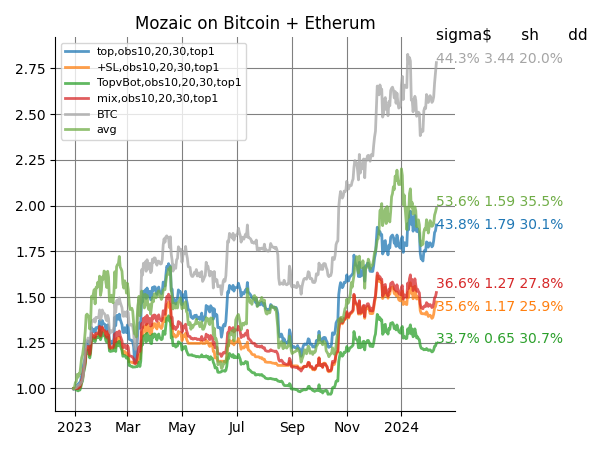 Mozaic on Bitcoin + Etherum
sigma$ sh dd
top,obs10,20,30,top1
+SL,obs10,20,30,top1
TopvBot,obs10,20,30,top1
mix,obs10,20,30,top1
BTC
avg
44.3% 3.44 20.0%
53.6% 1.59 35.5%
43.8% 1.79 30.1%
36.6% 1.27 27.8%
35.6% 1.17 25.9%
33.7% 0.65 30.7%
2.75
2.50
2.25
2.00
1.75
1.50
1.25
1.00
2023 Mar May Jul Sep Nov 2024